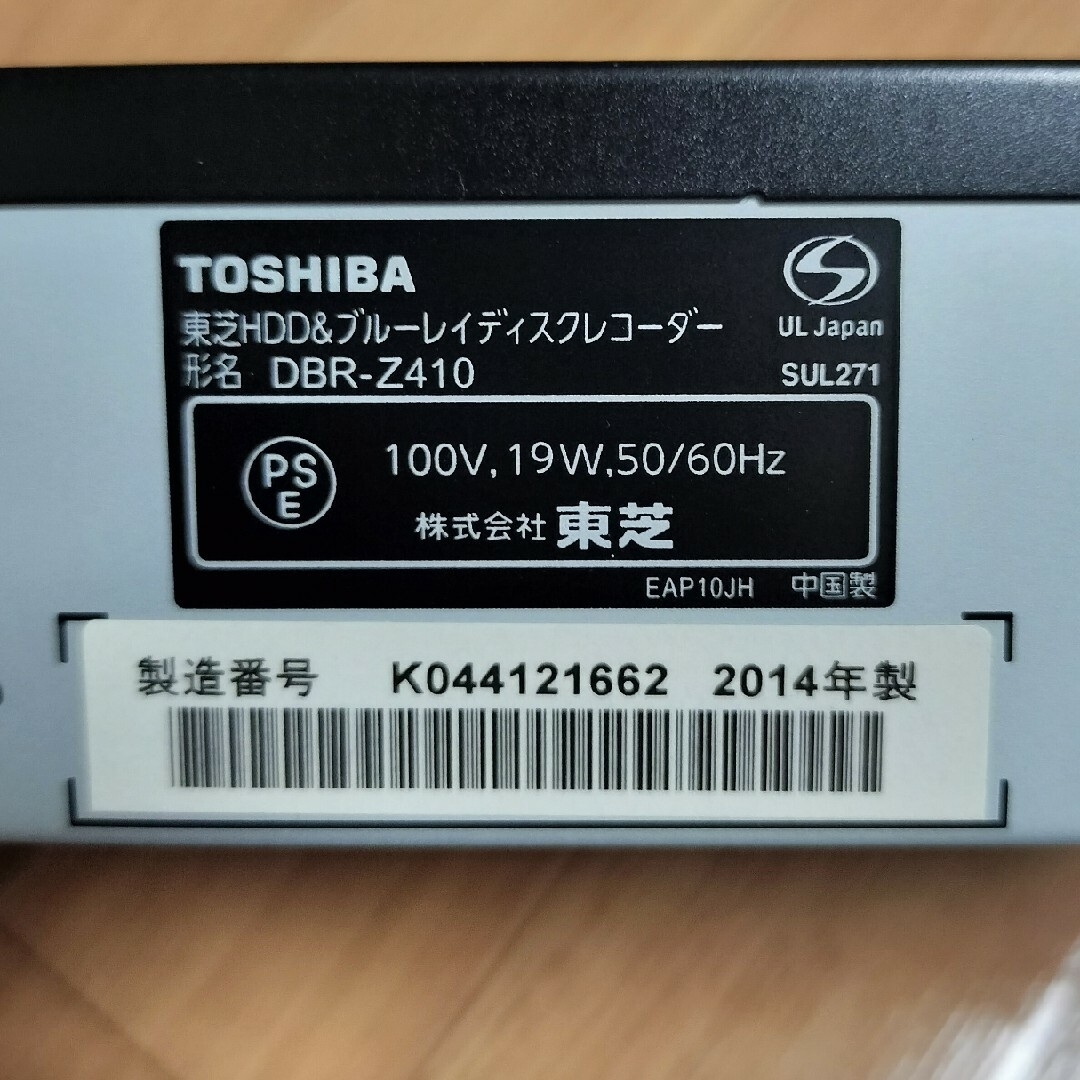 TOSHIBA
東芝HDD&ブルーレイディスクレコーダー
形名 DBR-Z410
UL Japan
SUL271
PS
E
100V,19W,50/60Hz
株式会社 東芝
EAP10JH 中国製
製造番号 K044121662 2014年製